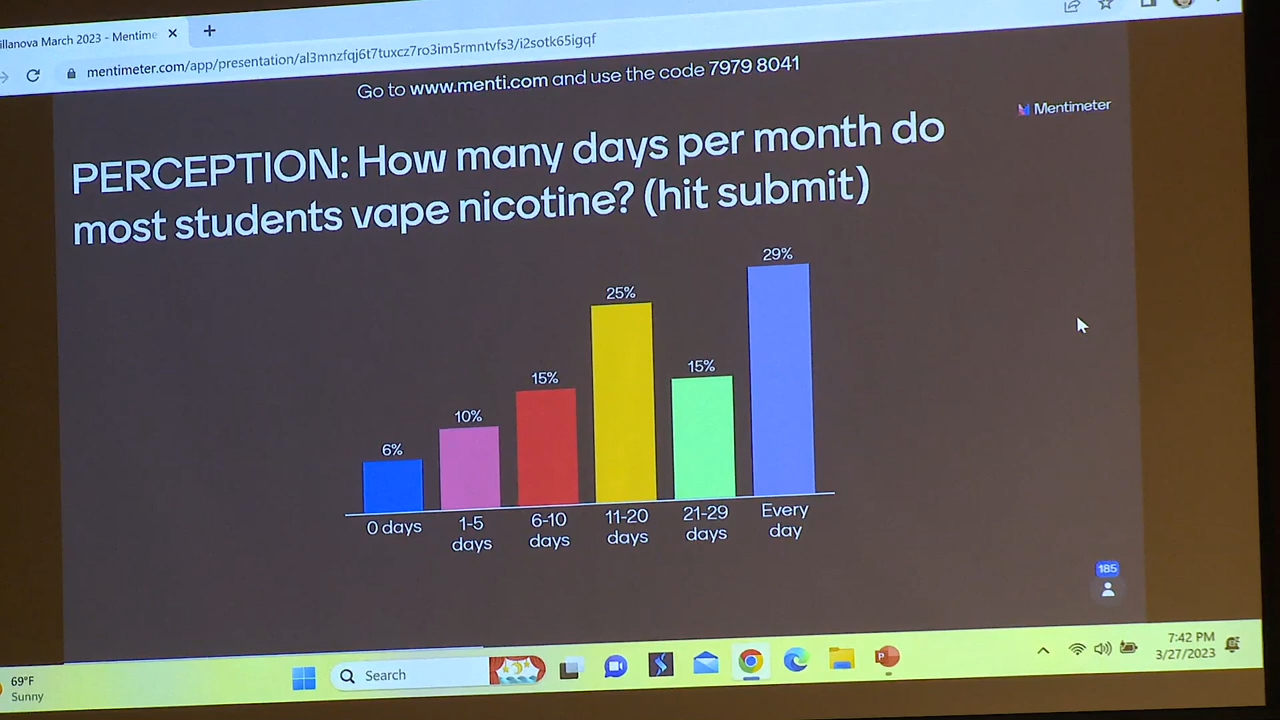 illanova March 2023 - Mentime
mentimeter.com/app/presentation/al3mnzfqj6t7tuxcz7ro3im5rmntvfs3/i2sotk65igqf
Go to www.menti.com and use the code 7979 8041
Mentimeter
PERCEPTION: How many days per month do
most students vape nicotine? (hit submit)
6%
10%
15%
25%
15%
29%
0 days
1-5
days
6-10
days
11-20
days
21-29
days
Every
day
185
69°F
Sunny
Search
7:42 PM
3/27/2023